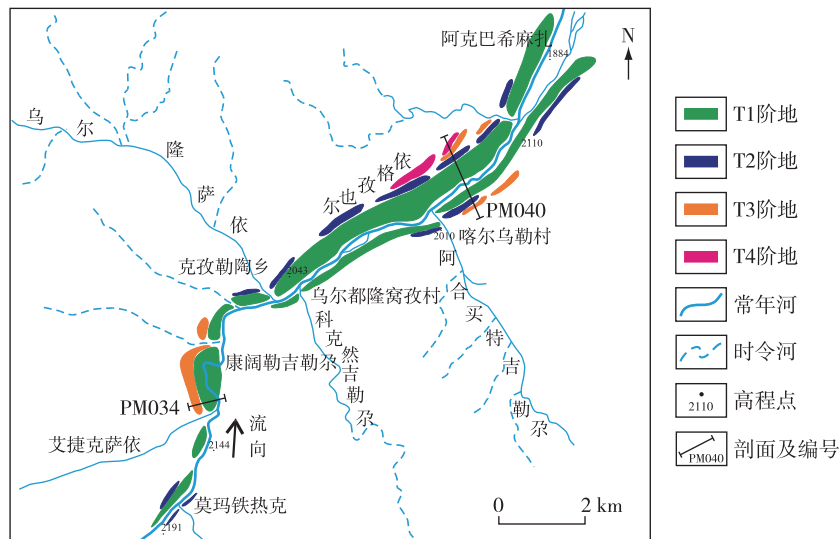 阿克巴希麻扎
1884
N
乌尔隆萨依
2110
尔也孜格依
PM040
2010
喀尔乌勒村
克孜勒陶乡
2043
阿合买特吉勒尕
乌尔都隆窝孜村
科克然吉勒尕
康阔勒吉勒尕
PM034
流向
艾捷克萨依
2144
莫玛铁热克
2191
0 2 km
T1阶地
T2阶地
T3阶地
T4阶地
常年河
时令河
2110
高程点
PM040
剖面及编号